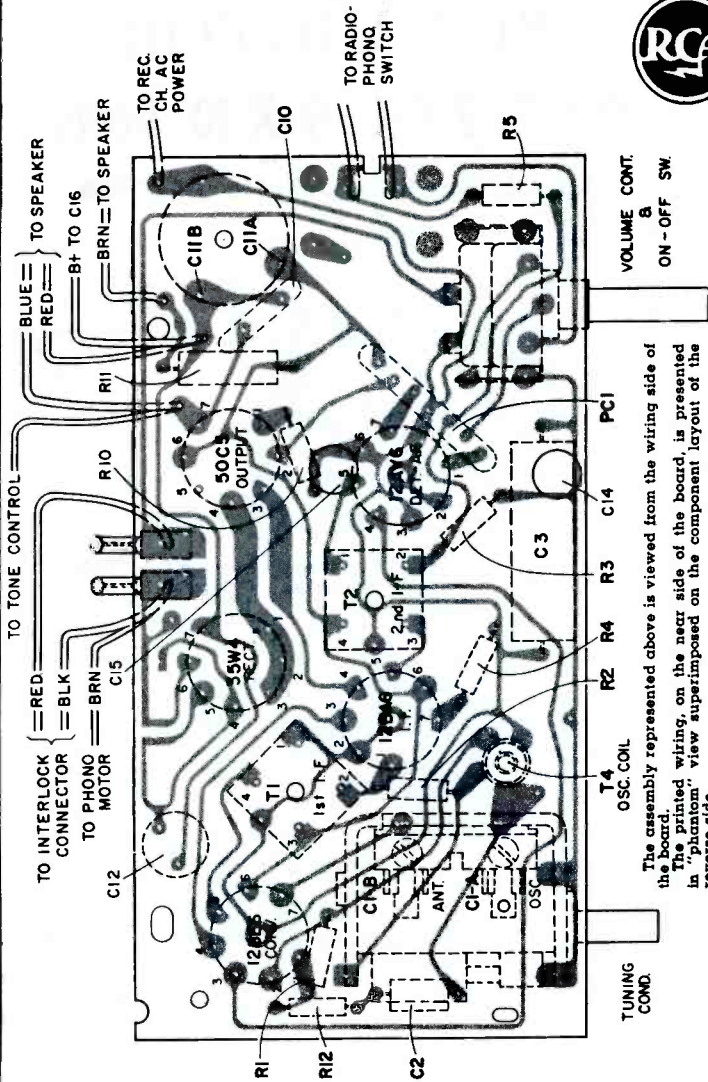 TO TONE CONTROL
TO INTERLOCK
CONNECTOR
RED
BLK
TO PHONO
MOTOR
BRN
C12
C15
R10
R11
BLUE
RED
TO SPEAKER
B+ TO C16
BRN
TO SPEAKER
TO REC.
CH. AC
POWER
C10
TO RADIO-
PHONO
SWITCH
R5
C11B
C11A
50C5
OUTPUT
35W4
RECT.
T1
1st I-F
T2
2nd I-F
12BA6
C1-B
ANT.
C1-A
OSC.
C3
R1
R12
C2
TUNING
COND.
T4
OSC. COIL
R2
R4
R3
C14
PC1
VOLUME CONT.
&
ON-OFF SW.
The assembly represented above is viewed from the wiring side of
the board.
The printed wiring, on the near side of the board, is presented
in "phantom" view superimposed on the component layout of the
reverse side.
RCA